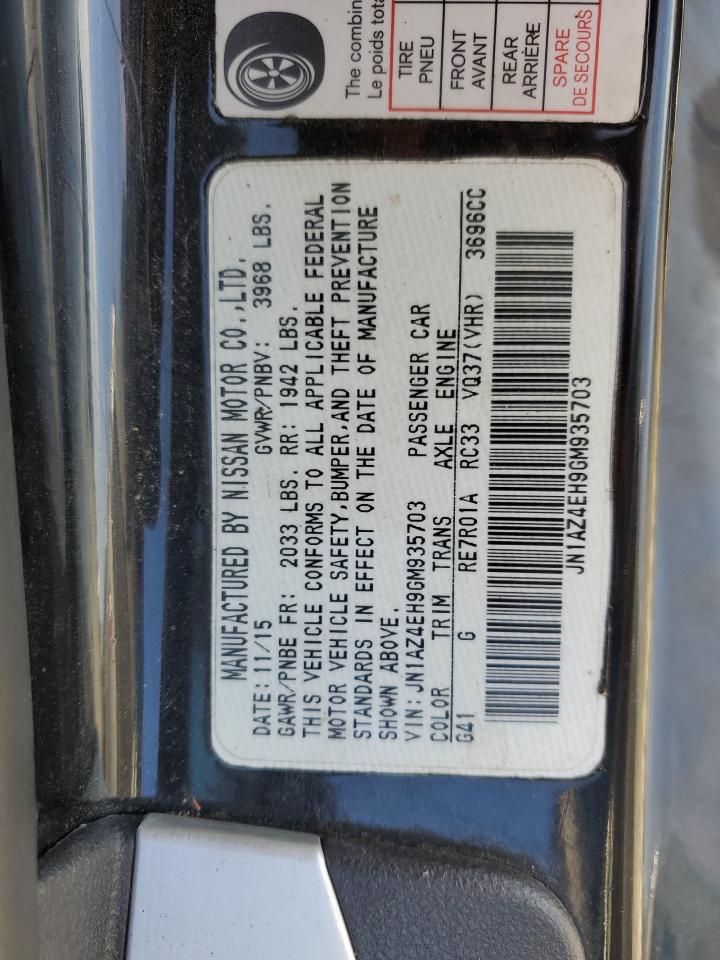 The combin
Le poids tota
TIRE
PNEU
FRONT
AVANT
REAR
ARRIÈRE
SPARE
DE SECOURS
MANUFACTURED BY NISSAN MOTOR CO.,LTD.
DATE:11/15 GVWR/PNBV: 3968 LBS.
GAWR/PNBE FR: 2033 LBS. RR: 1942 LBS.
THIS VEHICLE CONFORMS TO ALL APPLICABLE FEDERAL
MOTOR VEHICLE SAFETY,BUMPER,AND THEFT PREVENTION
STANDARDS IN EFFECT ON THE DATE OF MANUFACTURE
SHOWN ABOVE.
VIN:JN1AZ4EH9GM935703 PASSENGER CAR
COLOR TRIM TRANS AXLE ENGINE
G41 G RE7R01A RC33 VQ37(VHR) 3696CC
JN1AZ4EH9GM935703